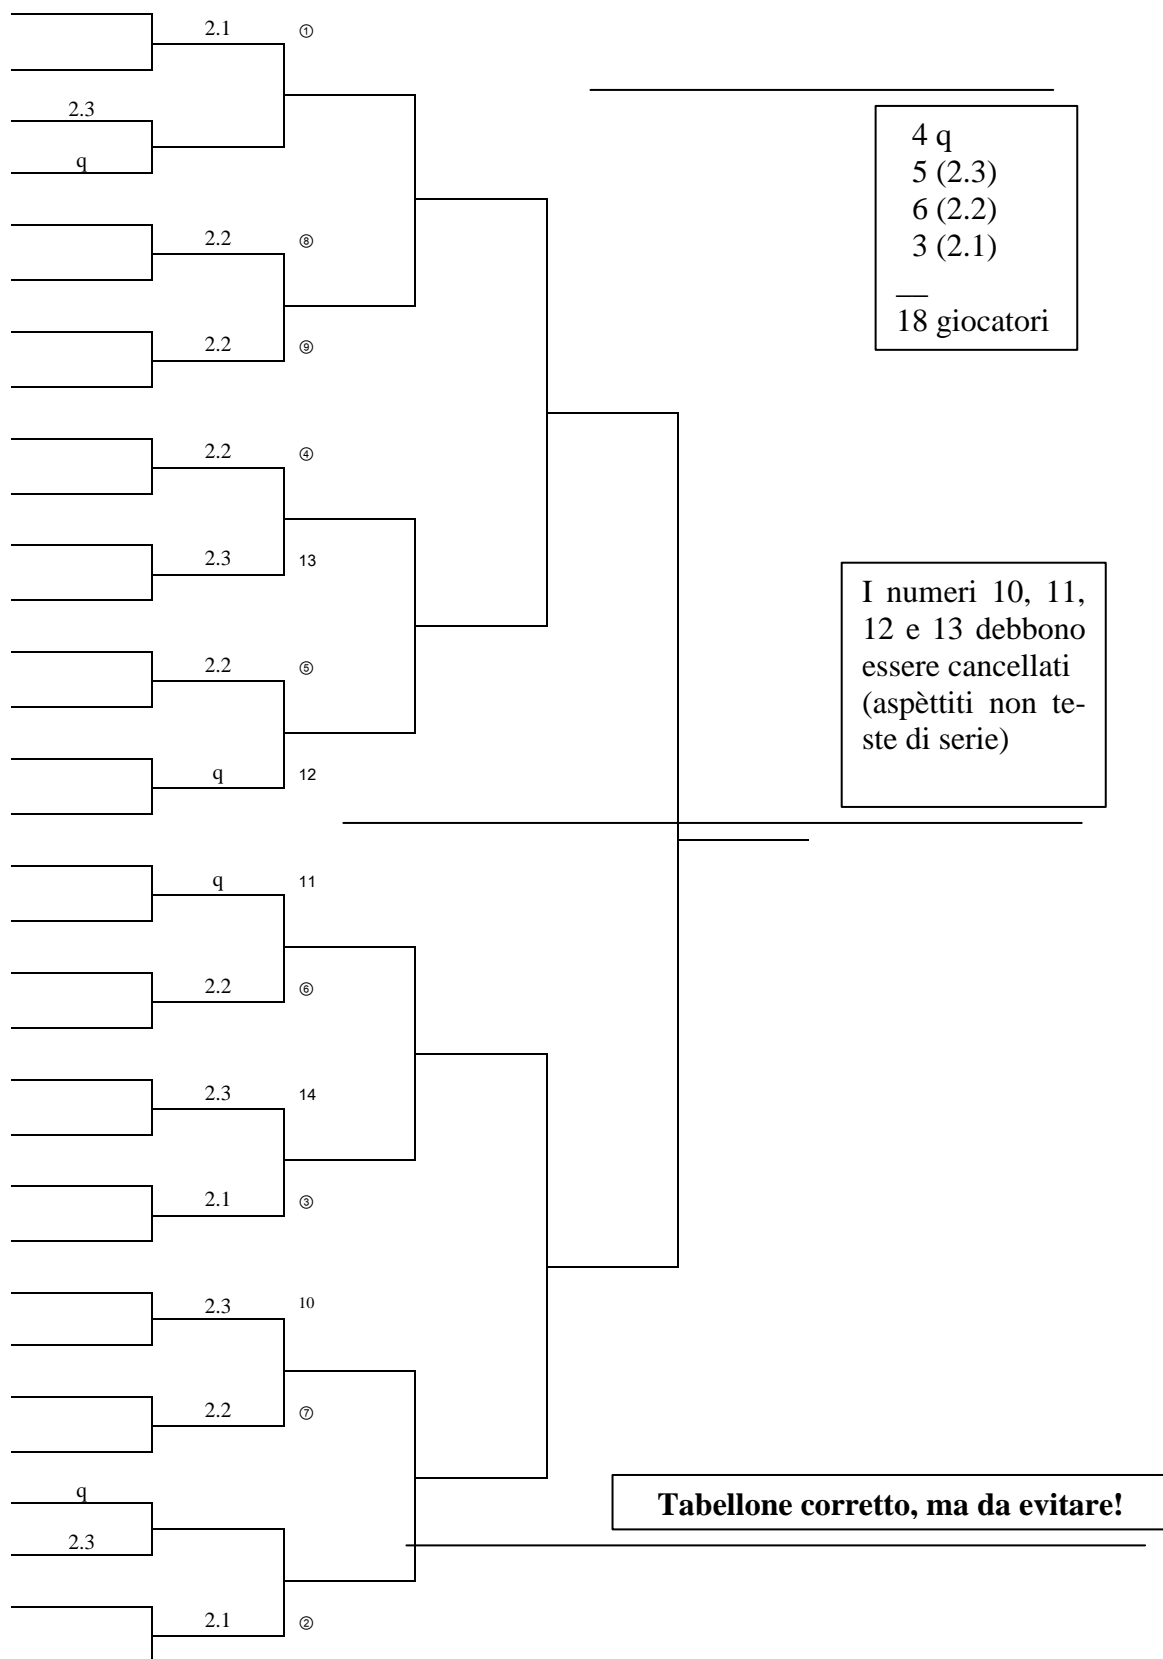 2.1 ①
2.3
q
4 q
5 (2.3)
6 (2.2)
3 (2.1)
__
18 giocatori
2.2 ⑧
2.2 ⑨
2.2 ④
2.3 13
I numeri 10, 11,
12 e 13 debbono
essere cancellati
(aspèttiti non te-
ste di serie)
2.2 ⑤
q 12
q 11
2.2 ⑥
2.3 14
2.1 ③
2.3 10
2.2 ⑦
q
Tabellone corretto, ma da evitare!
2.3
2.1 ②